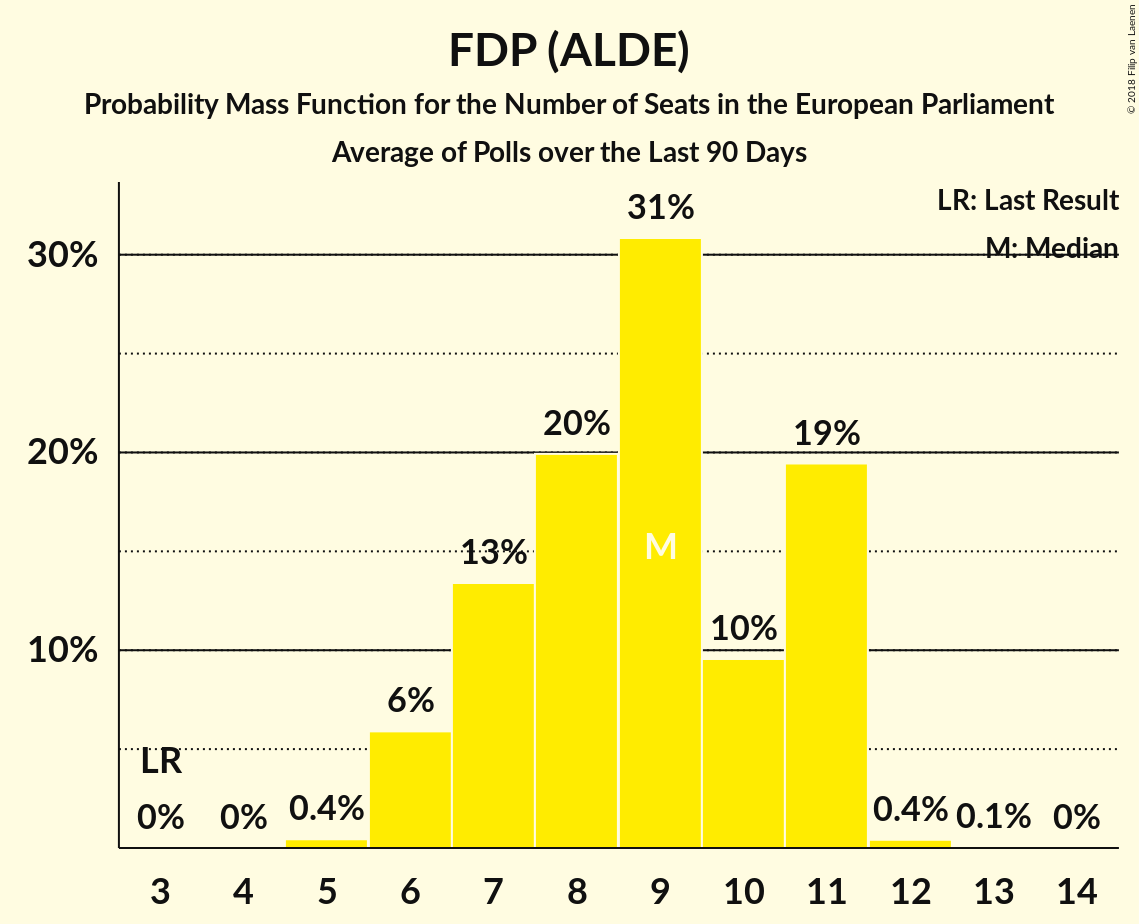 FDP (ALDE)
Probability Mass Function for the Number of Seats in the European Parliament
Average of Polls over the Last 90 Days
© 2018 Filip van Laenen
LR: Last Result
M: Median
30%
20%
10%
LR
0%
0%
0.4%
6%
13%
20%
31%
M
10%
19%
0.4%
0.1%
0%
3 4 5 6 7 8 9 10 11 12 13 14